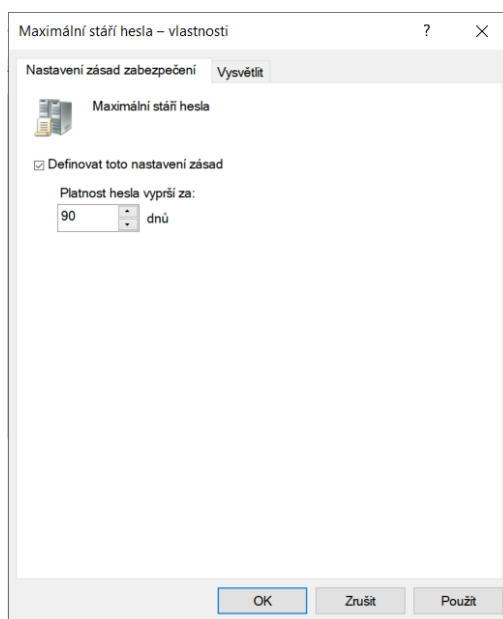 Maximální stáří hesla – vlastnosti ?
Nastavení zásad zabezpečení Vysvětlit
Maximální stáří hesla
Definovat toto nastavení zásad
Platnost hesla vyprší za:
90 dnů
OK Zrušit Použít